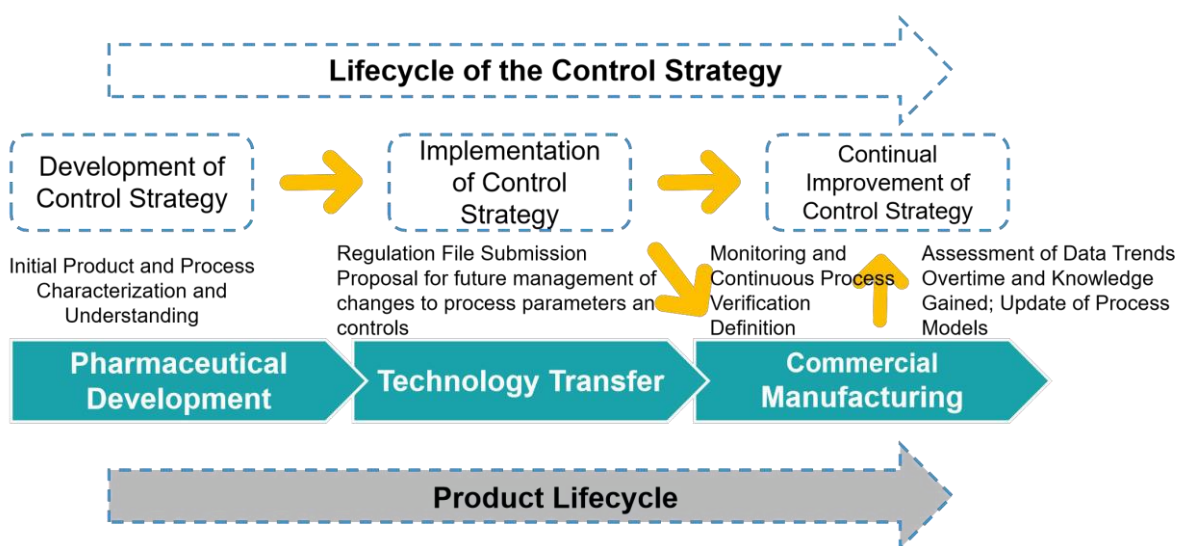 Lifecycle of the Control Strategy
Development of
Control Strategy
Implementation
of Control
Strategy
Continual
Improvement of
Control Strategy
Initial Product and Process
Characterization and
Understanding
Regulation File Submission
Proposal for future management of
changes to process parameters an
controls
Monitoring and
Continuous Process
Verification
Definition
Assessment of Data Trends
Overtime and Knowledge
Gained; Update of Process
Models
Pharmaceutical
Development
Technology Transfer
Commercial
Manufacturing
Product Lifecycle